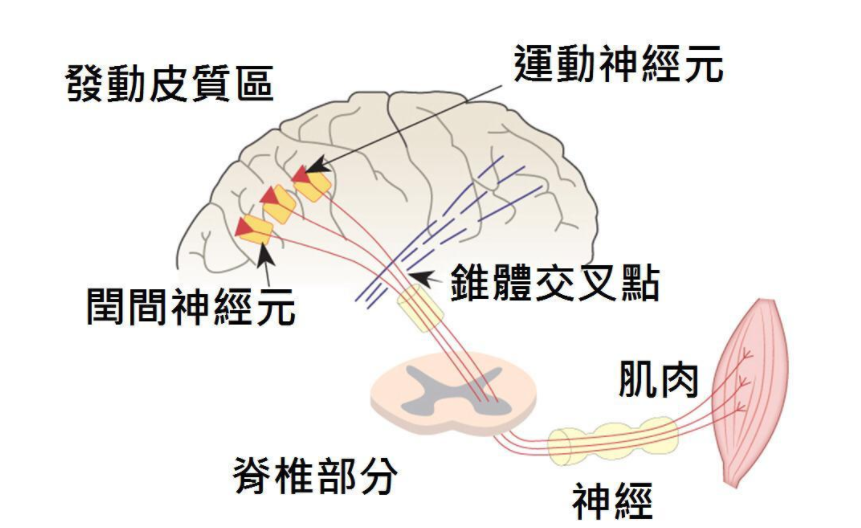 運動神經元
發動皮質區
閏間神經元
錐體交叉點
肌肉
脊椎部分
神經